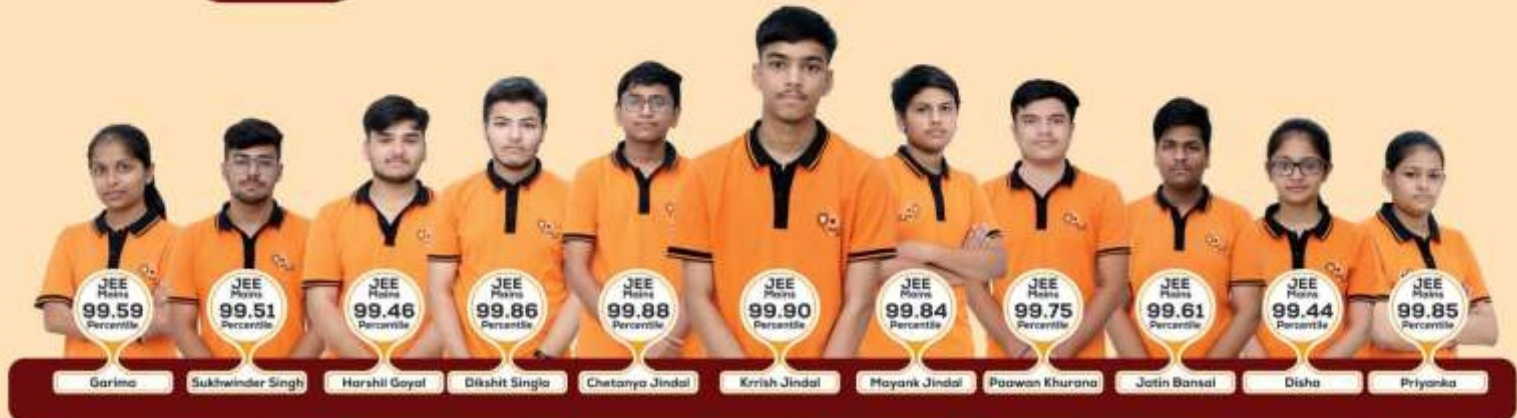 JEE
Mains
99.59
Percentile
Garima
JEE
Mains
99.51
Percentile
Sukhwinder Singh
JEE
Mains
99.46
Percentile
Harshil Goyal
JEE
Mains
99.86
Percentile
Dikshit Singla
JEE
Mains
99.88
Percentile
Chetanya Jindal
JEE
Mains
99.90
Percentile
Krrish Jindal
JEE
Mains
99.84
Percentile
Mayank Jindal
JEE
Mains
99.75
Percentile
Paawan Khurana
JEE
Mains
99.61
Percentile
Jatin Bansal
JEE
Mains
99.44
Percentile
Disha
JEE
Mains
99.85
Percentile
Priyanka